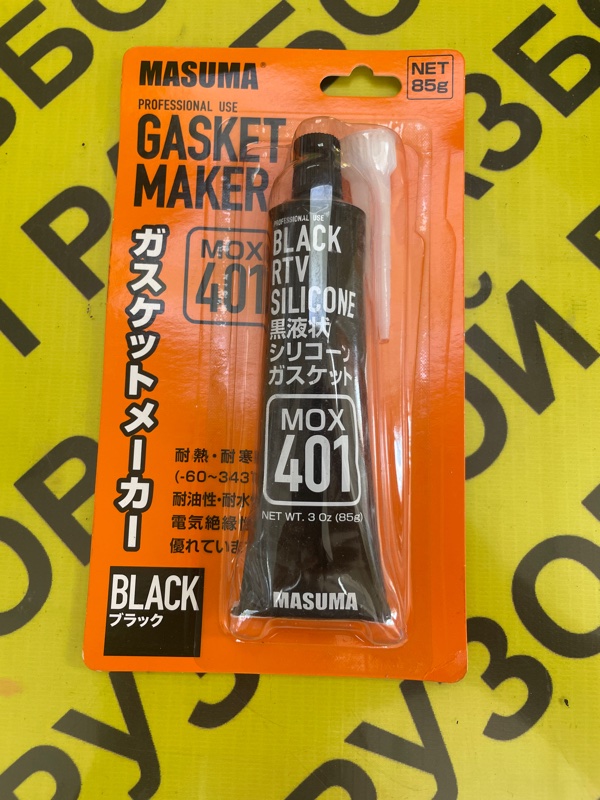 MASUMA
NET
85g
PROFESSIONAL USE
GASKET
MAKER
MOX
401
ガスケットメーカー
耐熱・耐寒
(-60~343
耐油性・耐水
電気絶縁性
優れていま
BLACK
ブラック
PROFESSIONAL USE
BLACK
RTV
SILICONE
黒液状
シリコーン
ガスケット
MOX
401
NET WT. 3 Oz (85g)
MASUMA